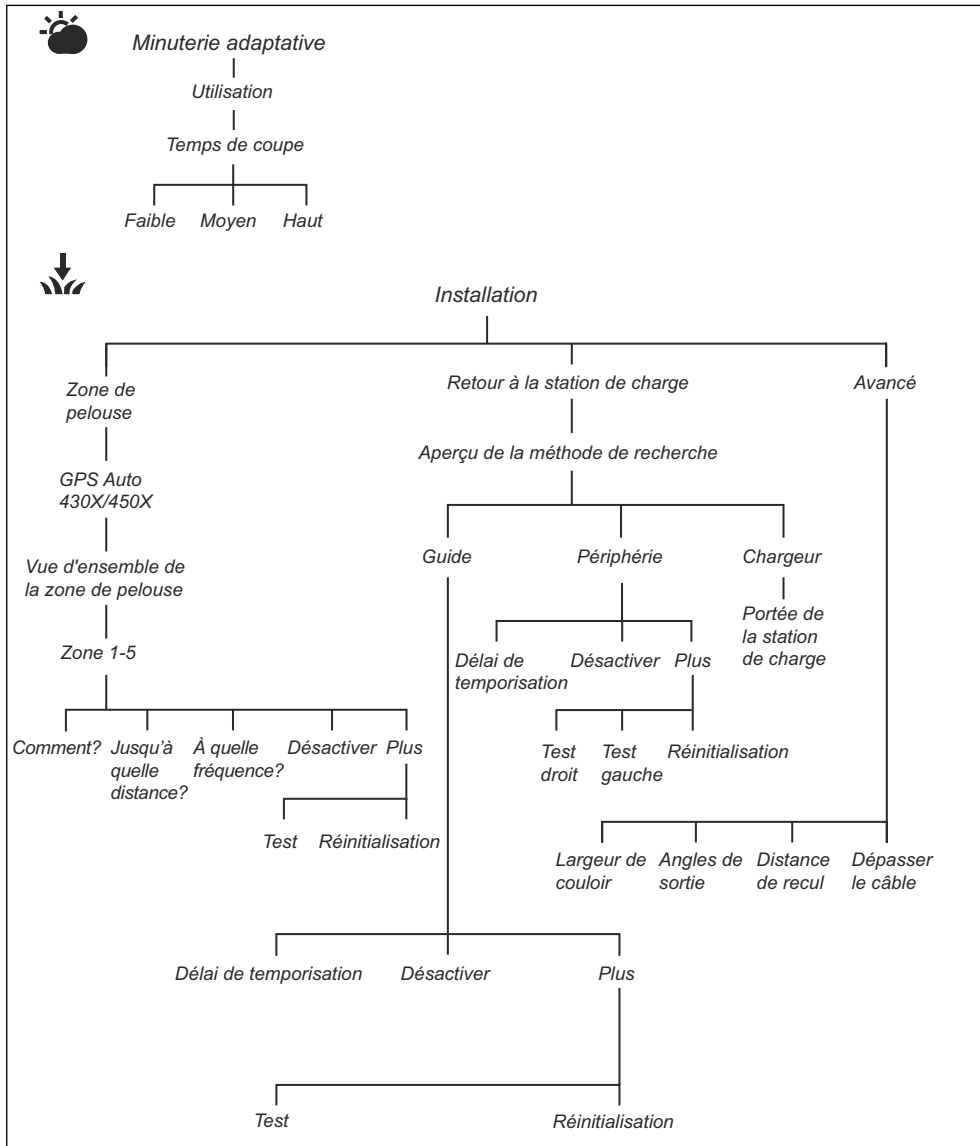 Minuterie adaptative
Utilisation
Temps de coupe
Faible Moyen Haut
Installation
Zone de
pelouse
Retour à la station de charge
Avancé
GPS Auto
430X/450X
Aperçu de la méthode de recherche
Vue d'ensemble de
la zone de pelouse
Guide
Périphérie
Chargeur
Zone 1-5
Délai de
temporisation
Désactiver
Plus
Portée de
la station
de charge
Comment?
Jusqu'à
quelle
distance?
À quelle
fréquence?
Désactiver
Plus
Test
droit
Test
gauche
Réinitialisation
Test
Réinitialisation
Largeur de
couloir
Angles de
sortie
Distance
de recul
Dépasser
le câble
Délai de temporisation
Désactiver
Plus
Test
Réinitialisation